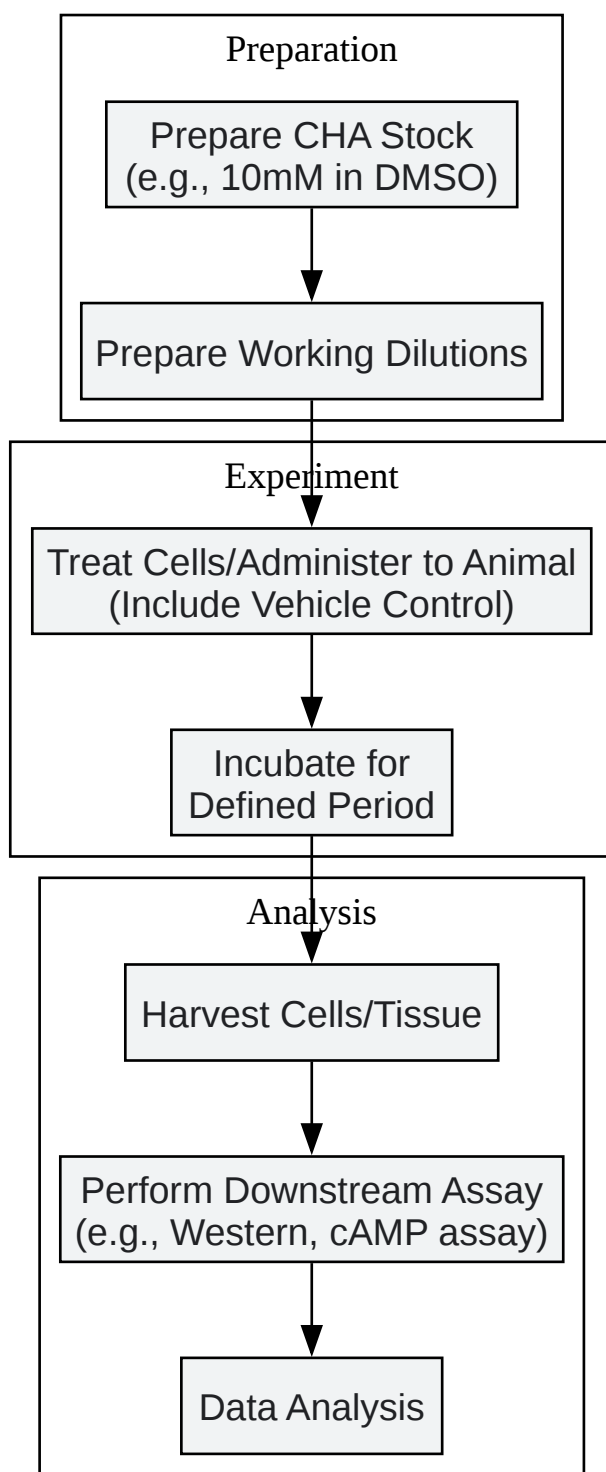 Preparation
Prepare CHA Stock
(e.g., 10mM in DMSO)
Prepare Working Dilutions
Experiment
Treat Cells/Administer to Animal
(Include Vehicle Control)
Incubate for
Defined Period
Analysis
Harvest Cells/Tissue
Perform Downstream Assay
(e.g., Western, cAMP assay)
Data Analysis